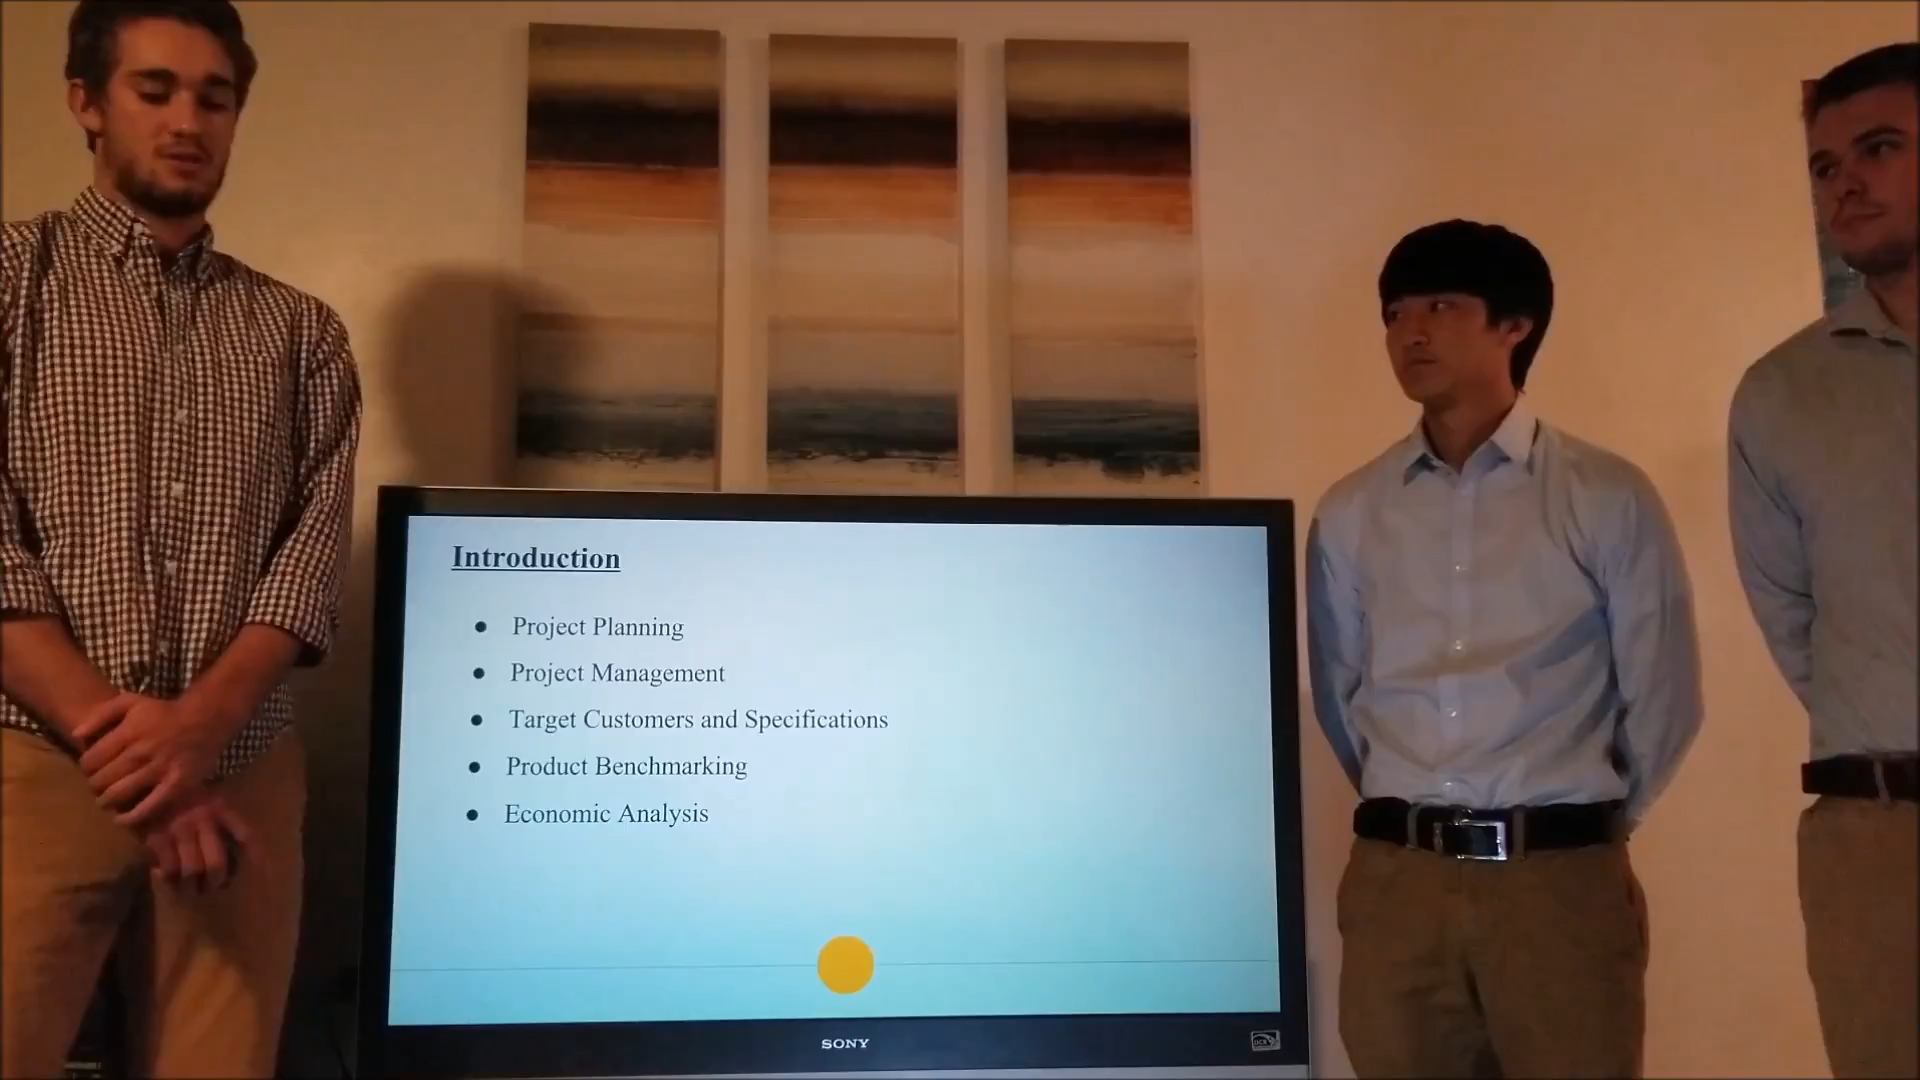 Introduction
● Project Planning
● Project Management
● Target Customers and Specifications
● Product Benchmarking
● Economic Analysis
SONY